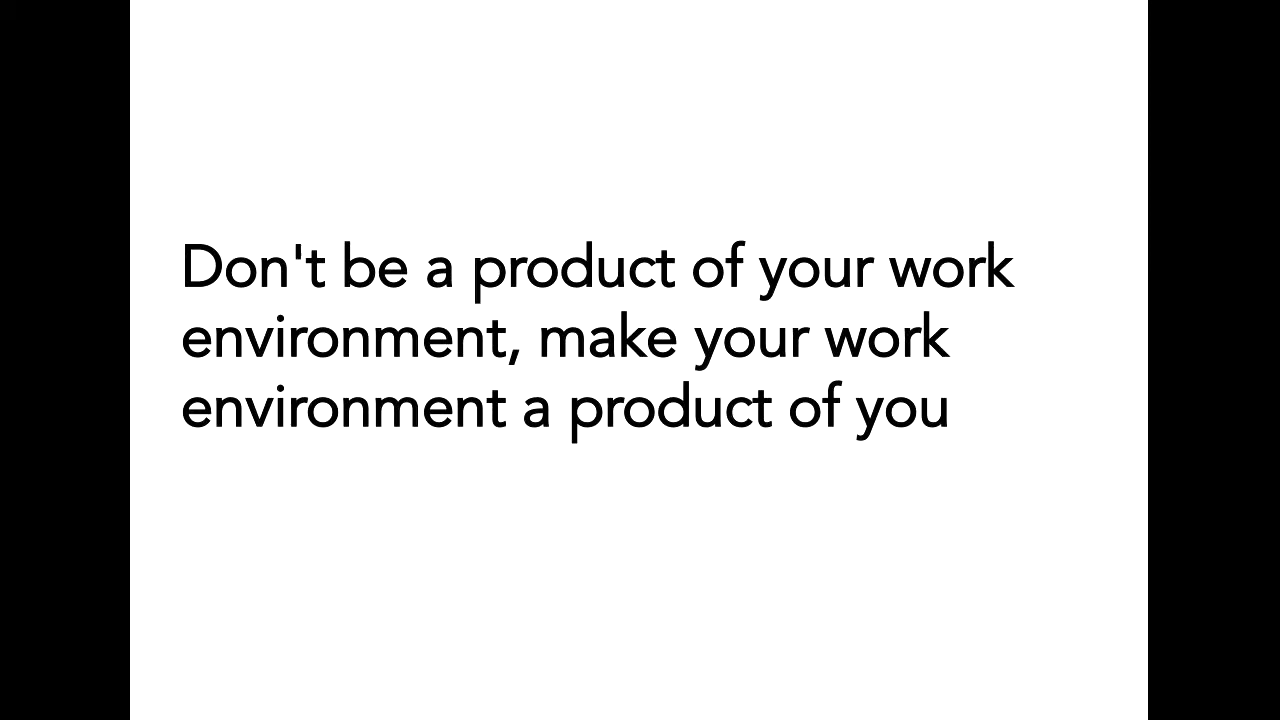 Don't be a product of your work
environment, make your work
environment a product of you